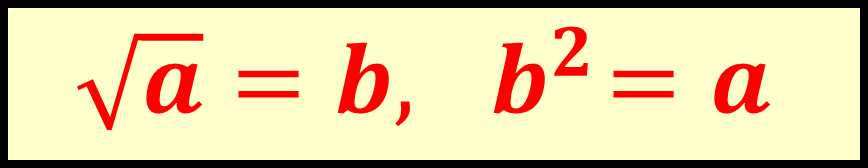 √a = b, b² = a